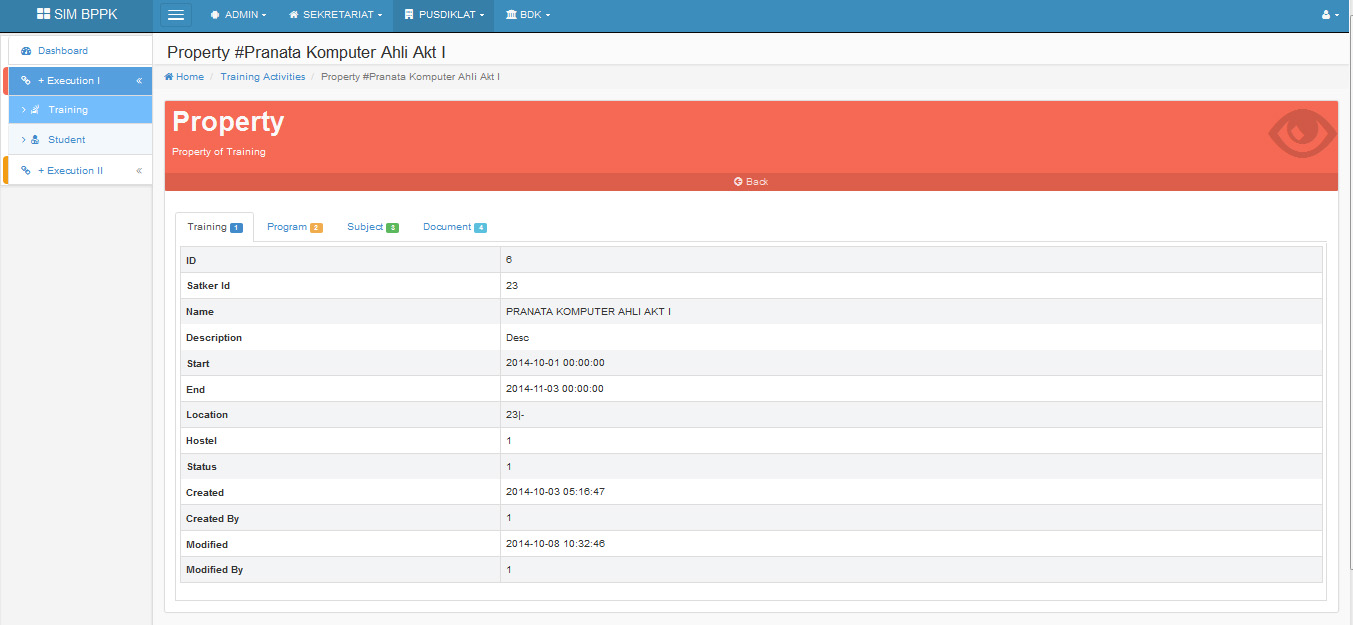 SIM BPPK ADMIN SEKRETARIAT PUSDIKLAT BDK
Dashboard
+ Execution I «
> Training
> Student
+ Execution II «
Property #Pranata Komputer Ahli Akt I
Home / Training Activities / Property #Pranata Komputer Ahli Akt I
Property
Property of Training
Back
Training 1 Program 2 Subject 3 Document 4
ID 6
Satker Id 23
Name PRANATA KOMPUTER AHLI AKT I
Description Desc
Start 2014-10-01 00:00:00
End 2014-11-03 00:00:00
Location 23|-
Hostel 1
Status 1
Created 2014-10-03 05:16:47
Created By 1
Modified 2014-10-08 10:32:46
Modified By 1